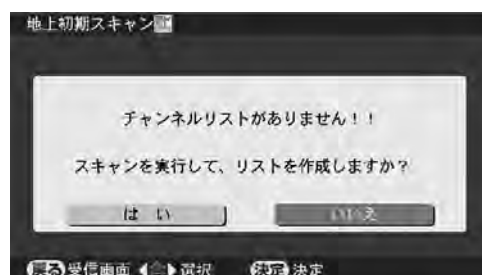 地上初期スキャン
チャンネルリストがありません！！
スキャンを実行して、リストを作成しますか？
はい いいえ
戻る 受信画面 選択 決定 決定